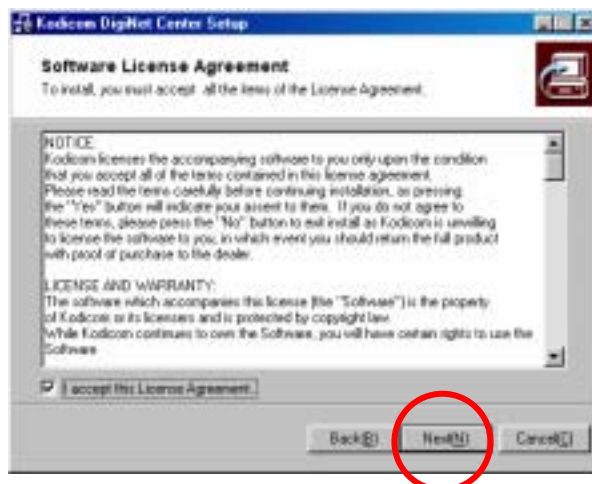 Kodicom DigiNet Center Setup
Software License Agreement
To install, you must accept all the items of the License Agreement.
NOTICE
Kodicom licenses the accompanying software to you only upon the condition
that you accept all of the terms contained in this license agreement.
Please read the terms carefully before continuing installation, as pressing
the "Yes" button will indicate your assent to them. If you do not agree to
these terms, please press the "No" button to exit install as Kodicom is unwilling
to license the software to you, in which event you should return the full product
with proof of purchase to the dealer.
LICENSE AND WARRANTY:
The software which accompanies this license (the "Software") is the property
of Kodicom or its licensers and is protected by copyright law.
While Kodicom continues to own the Software, you will have certain rights to use the
Software
I accept this License Agreement.
Back(B)
Next(N)
Cancel(C)